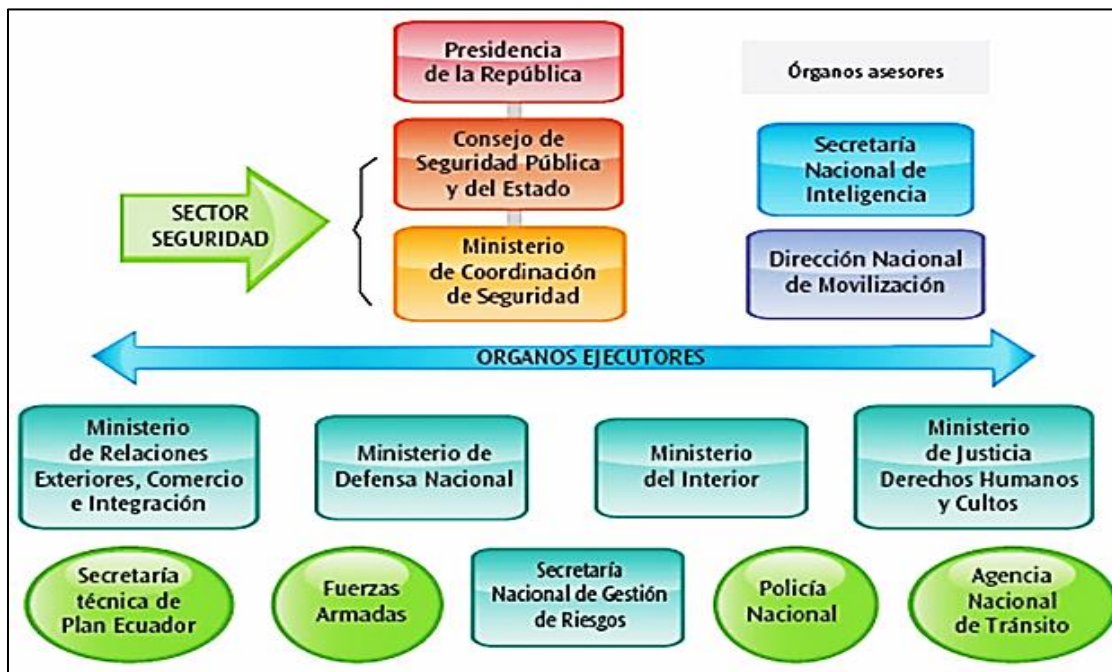 Presidencia
de la República
Órganos asesores
Consejo de
Seguridad Pública
y del Estado
Secretaría
Nacional de
Inteligencia
SECTOR
SEGURIDAD
Ministerio
de Coordinación
de Seguridad
Dirección Nacional
de Movilización
ORGANOS EJECUTORES
Ministerio
de Relaciones
Exteriores, Comercio
e Integración
Ministerio de
Defensa Nacional
Ministerio
del Interior
Ministerio
de Justicia
Derechos Humanos
y Cultos
Secretaría
técnica de
Plan Ecuador
Fuerzas
Armadas
Secretaría
Nacional de Gestión
de Riesgos
Policía
Nacional
Agencia
Nacional
de Tránsito